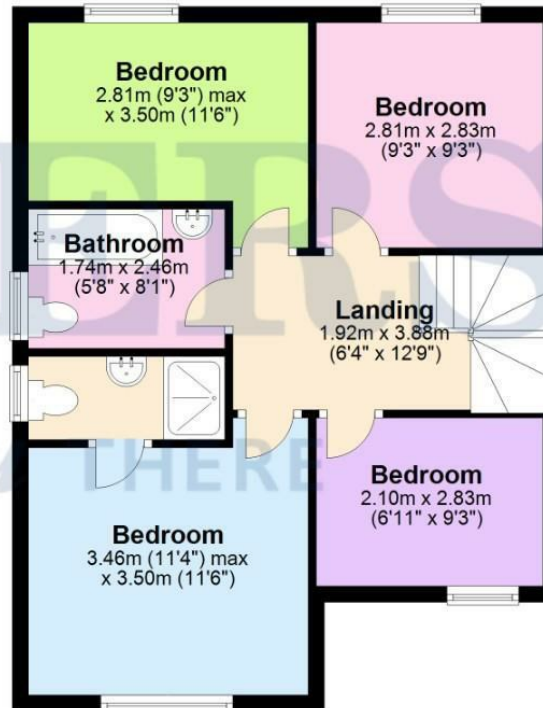 Bedroom
2.81m (9'3") max
x 3.50m (11'6")
Bedroom
2.81m x 2.83m
(9'3" x 9'3")
Bathroom
1.74m x 2.46m
(5'8" x 8'1")
Landing
1.92m x 3.88m
(6'4" x 12'9")
Bedroom
2.10m x 2.83m
(6'11" x 9'3")
Bedroom
3.46m (11'4") max
x 3.50m (11'6")
ERS
THERE